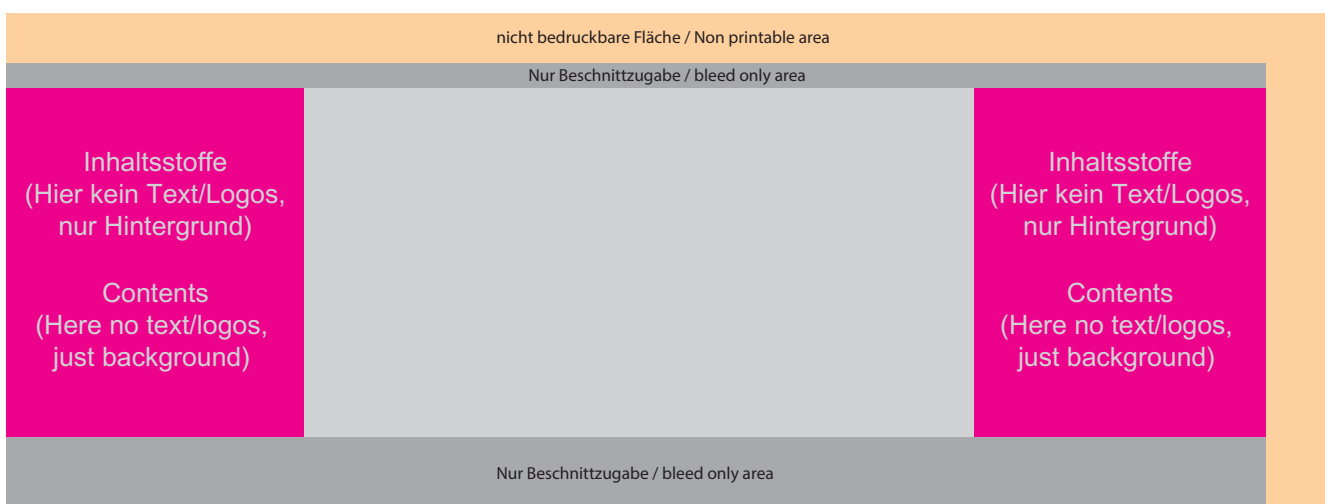 nicht bedruckbare Fläche / Non printable area
Nur Beschnittzugabe / bleed only area
Inhaltsstoffe
(Hier kein Text/Logos,
nur Hintergrund)
Contents
(Here no text/logos,
just background)
Inhaltsstoffe
(Hier kein Text/Logos,
nur Hintergrund)
Contents
(Here no text/logos,
just background)
Nur Beschnittzugabe / bleed only area